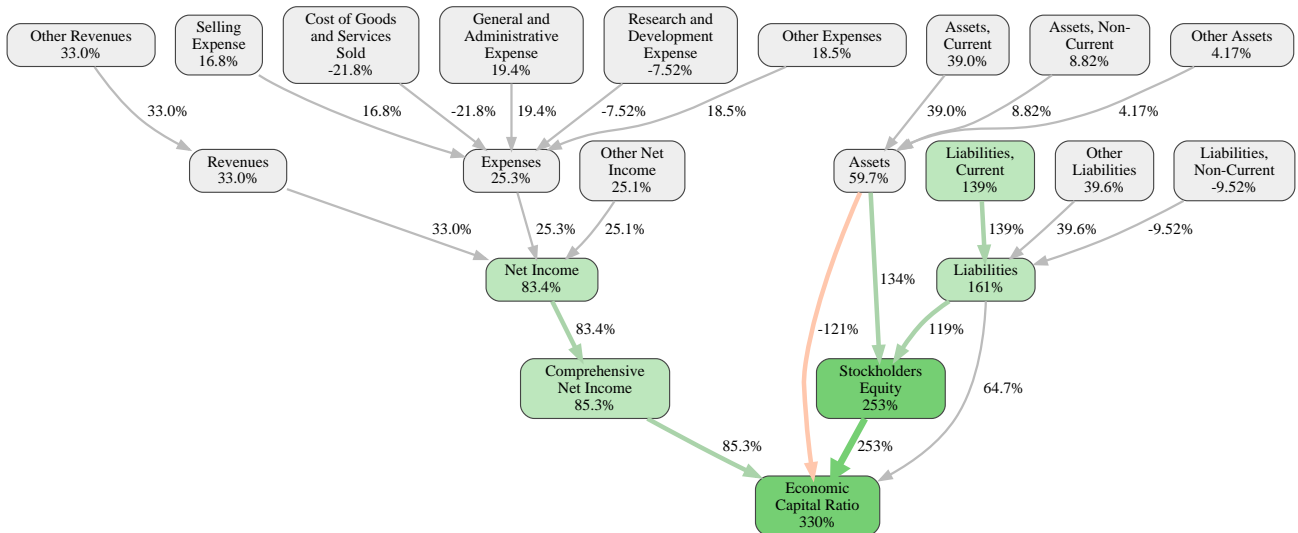 Other Revenues
33.0%
Selling
Expense
16.8%
Cost of Goods
and Services
Sold
-21.8%
General and
Administrative
Expense
19.4%
Research and
Development
Expense
-7.52%
Other Expenses
18.5%
Assets,
Current
39.0%
Assets, Non-
Current
8.82%
Other Assets
4.17%
33.0%
16.8%
-21.8%
19.4%
-7.52%
18.5%
39.0%
8.82%
4.17%
Revenues
33.0%
Expenses
25.3%
Other Net
Income
25.1%
Assets
59.7%
Liabilities,
Current
139%
Other
Liabilities
39.6%
Liabilities,
Non-Current
-9.52%
33.0%
25.3%
25.1%
139%
39.6%
-9.52%
Net Income
83.4%
134%
Liabilities
161%
83.4%
-121%
119%
Comprehensive
Net Income
85.3%
Stockholders
Equity
253%
64.7%
85.3%
253%
Economic
Capital Ratio
330%